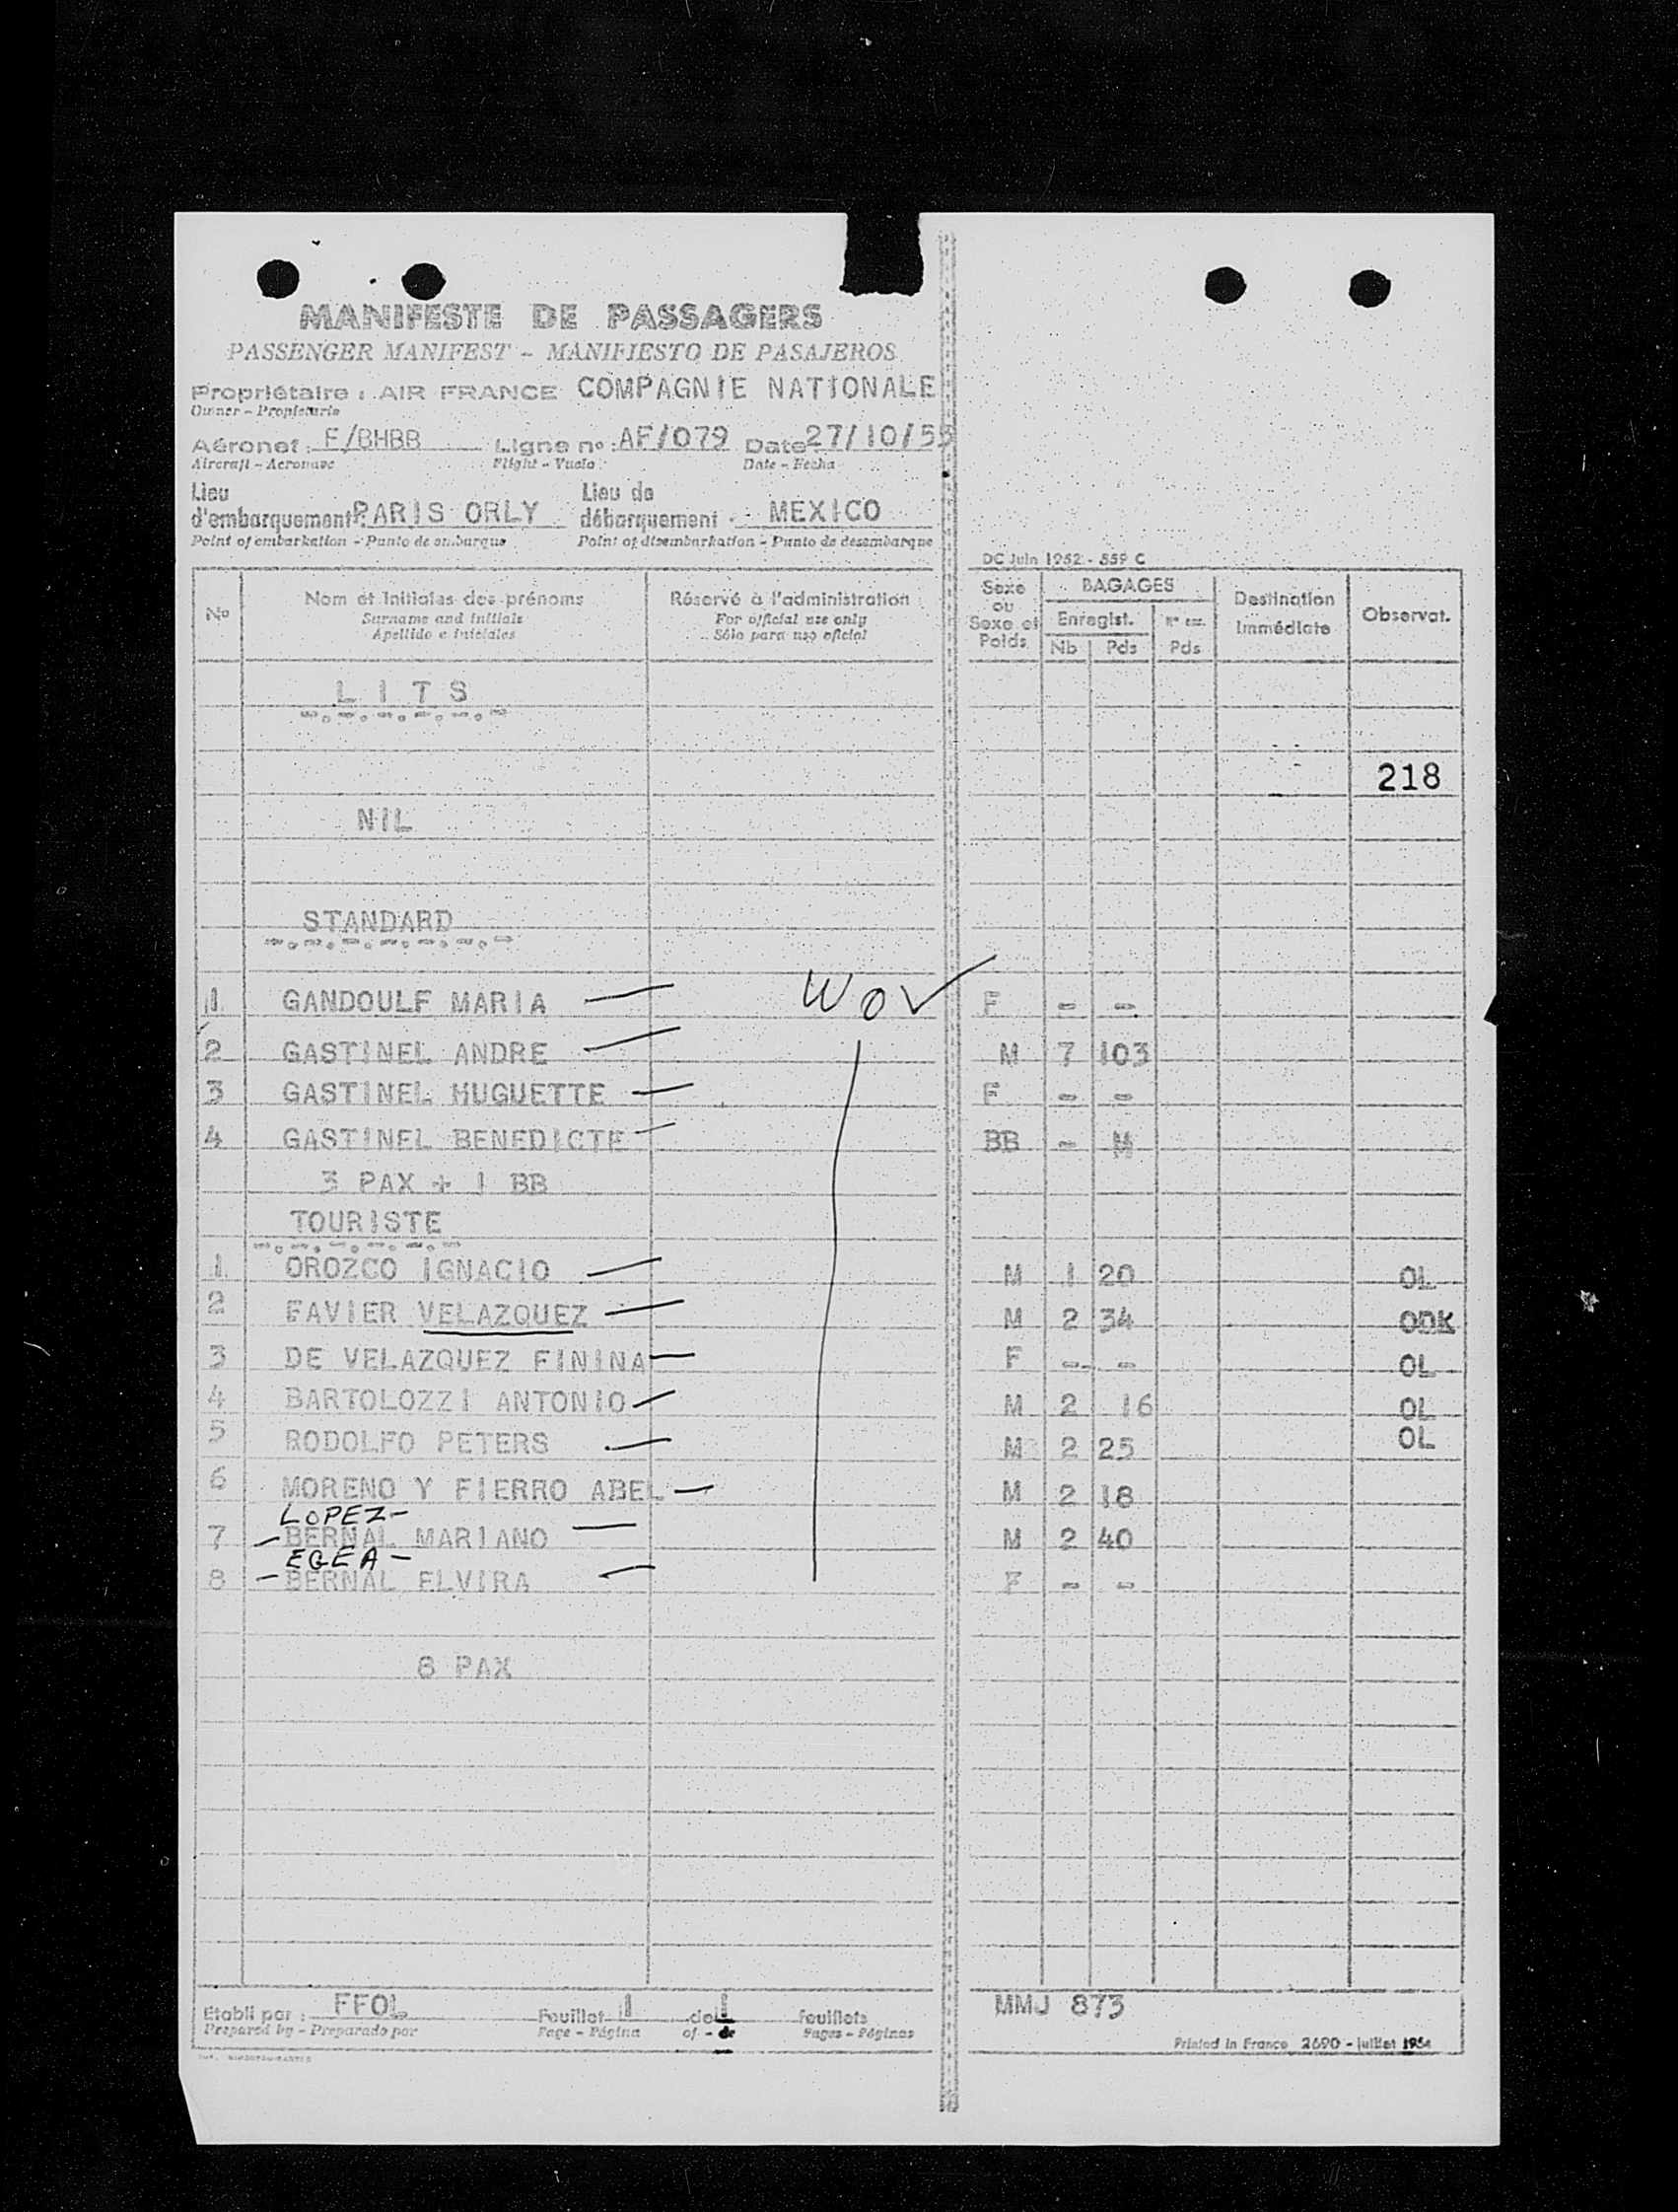 MANIFESTE DE PASSAGERS
PASSENGER MANIFEST - MANIFIESTO DE PASAJEROS
Propriétaire : AIR FRANCE COMPAGNIE NATIONALE
Owner - Propietario
Aéronef : F/BHBB Ligne nº : AF/079 Date 27/10/55
Aircraft - Aeronave Flight - Vuelo Date - Fecha
Lieu d'embarquement : PARIS ORLY Lieu de débarquement - MEXICO
Point of embarkation - Punto de embarque Point of disembarkation - Punto de desembarque
DC Juin 1952 - 559 C
Nº Nom et initiales des prénoms Réservé à l'administration Sexe ou Sexe et Poids BAGAGES Destination Immédiate Observat.
Surname and initials For official use only Enregist.
Apellido e iniciales Sólo para uso oficial Nb Pds Pds
LITS
218
NIL
STANDARD
1 GANDOULF MARIA WOV F - -
2 GASTINEL ANDRE M 7 103
3 GASTINEL HUGUETTE F - -
4 GASTINEL BENEDICTE BB - M
3 PAX + 1 BB
TOURISTE
1 OROZCO IGNACIO M 1 20 OL
2 FAVIER VELAZQUEZ M 2 34 ODK
3 DE VELAZQUEZ FININA F - - OL
4 BARTOLOZZI ANTONIO M 2 16 OL
5 RODOLFO PETERS M 2 25 OL
6 MORENO Y FIERRO ABEL M 2 18
LOPEZ-
7 -BERNAL MARIANO M 2 40
EGEA-
8 -BERNAL ELVIRA F - -
8 PAX
Etabli par : FFOL Feuillet 1 de 1 feuillets MMJ 873
Prepared by - Preparado por Page - Página of - de Pages - Páginas
Printed in France 2690 - juillet 1954